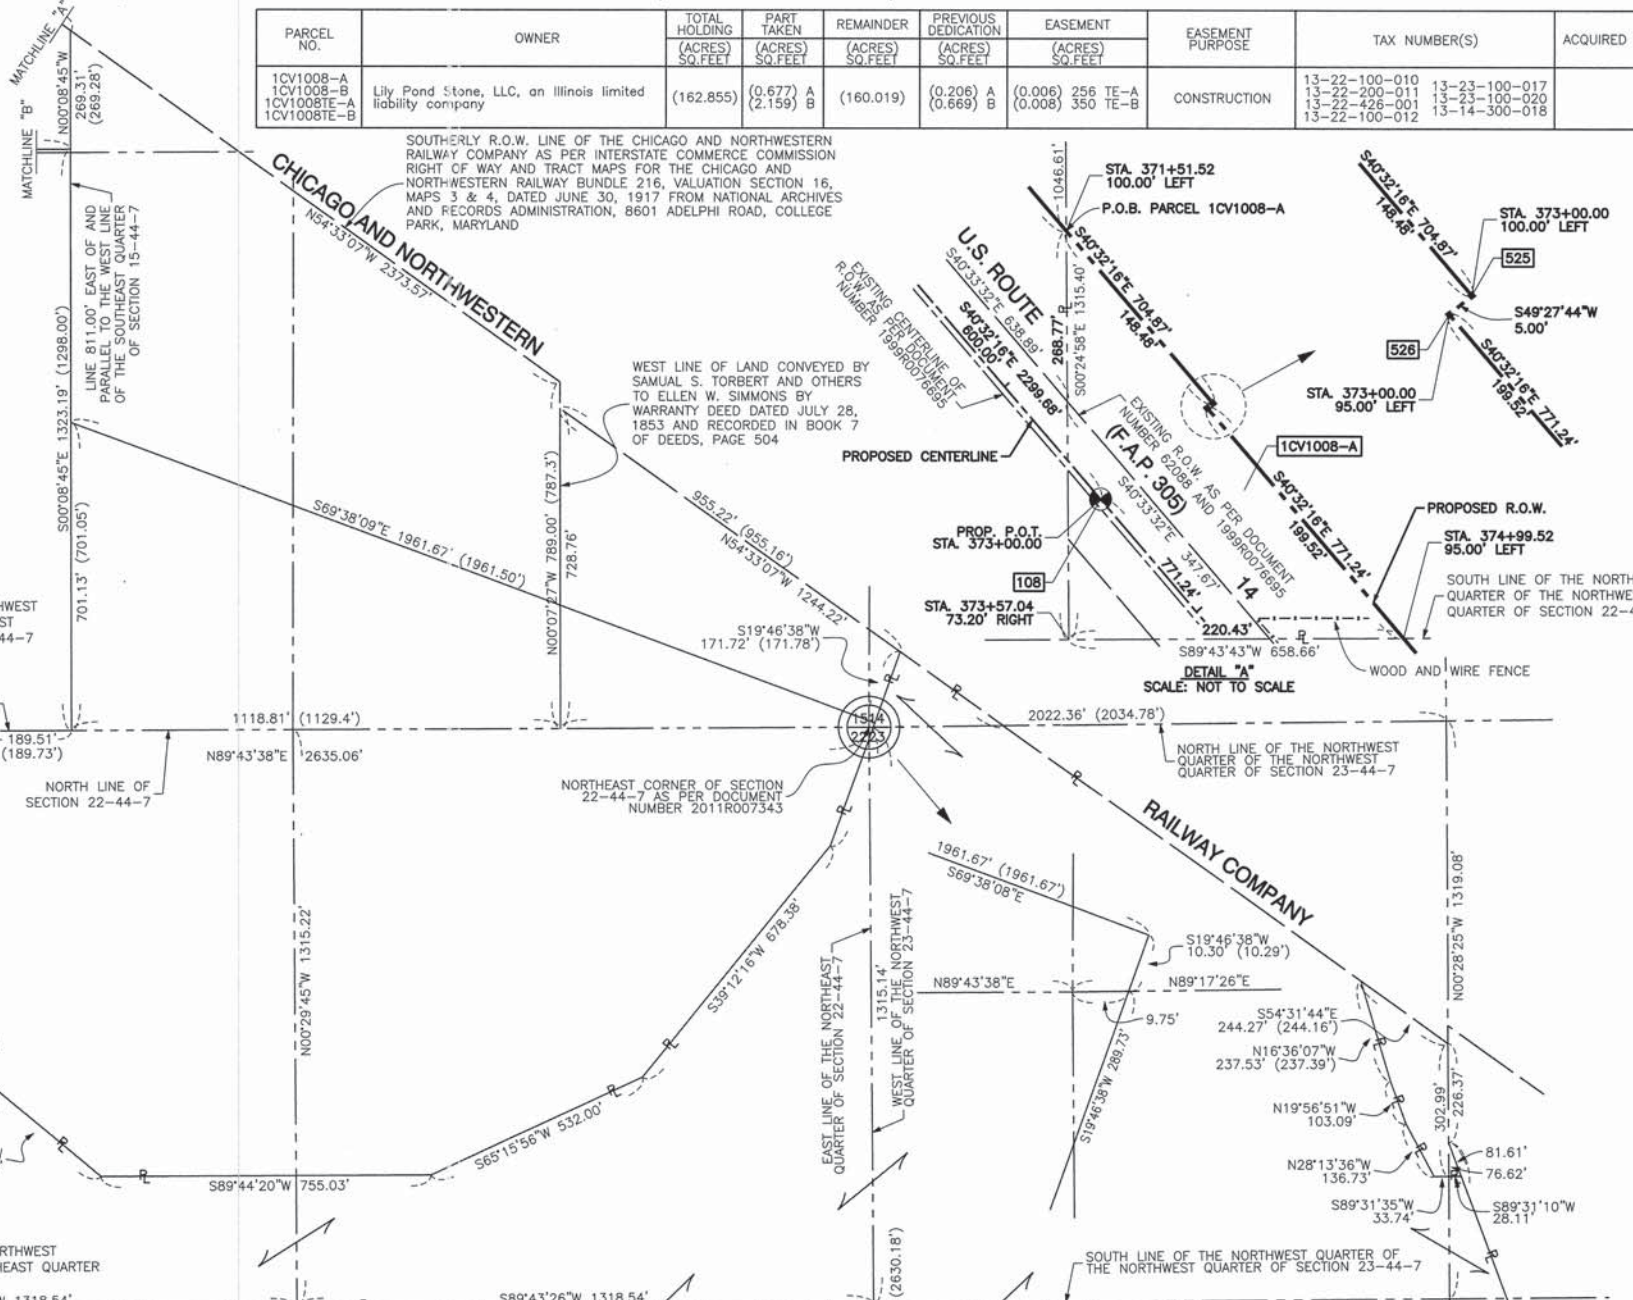 PARCEL
NO.
OWNER
TOTAL
HOLDING
(ACRES)
SQ.FEET
PART
TAKEN
(ACRES)
SQ.FEET
REMAINDER
(ACRES)
SQ.FEET
PREVIOUS
DEDICATION
(ACRES)
SQ.FEET
EASEMENT
(ACRES)
SQ.FEET
EASEMENT
PURPOSE
TAX NUMBER(S)
ACQUIRED
1CV1008-A
1CV1008-B
1CV1008TE-A
1CV1008TE-B
Lily Pond Stone, LLC, an Illinois limited
liability company
(162.855)
(0.677) A
(2.159) B
(160.019)
(0.206) A
(0.669) B
(0.006) 256 TE-A
(0.008) 350 TE-B
CONSTRUCTION
13-22-100-010
13-22-200-011
13-22-426-001
13-22-100-012
13-23-100-017
13-23-100-020
13-14-300-018
MATCHLINE "A"
MATCHLINE "B"
N00°08'45"W
269.31'
(269.28')
SOUTHERLY R.O.W. LINE OF THE CHICAGO AND NORTHWESTERN
RAILWAY COMPANY AS PER INTERSTATE COMMERCE COMMISSION
RIGHT OF WAY AND TRACT MAPS FOR THE CHICAGO AND
NORTHWESTERN RAILWAY BUNDLE 216, VALUATION SECTION 16,
MAPS 3 & 4, DATED JUNE 30, 1917 FROM NATIONAL ARCHIVES
AND RECORDS ADMINISTRATION, 8601 ADELPHI ROAD, COLLEGE
PARK, MARYLAND
CHICAGO AND NORTHWESTERN
N54°33'07"W 2373.57'
LINE 811.00' EAST OF AND
PARALLEL TO THE WEST LINE
OF THE SOUTHEAST QUARTER
OF SECTION 15-44-7
S00°08'45"E 1323.19' (1298.00')
701.13' (701.05')
S69°38'09"E 1961.67' (1961.50')
WEST LINE OF LAND CONVEYED BY
SAMUAL S. TORBERT AND OTHERS
TO ELLEN W. SIMMONS BY
WARRANTY DEED DATED JULY 28,
1853 AND RECORDED IN BOOK 7
OF DEEDS, PAGE 504
N00°07'27"W 789.00' (787.3')
728.76'
955.22' (955.16')
N54°33'07"W 1244.22'
S19°46'38"W
171.72' (171.78')
1046.61'
STA. 371+51.52
100.00' LEFT
P.O.B. PARCEL 1CV1008-A
U.S. ROUTE
S40°33'32"E 638.89'
EXISTING CENTERLINE OF
R.O.W. AS PER DOCUMENT
NUMBER 1999R0076695
S40°32'16"E 2299.68'
600.00'
268.77'
S00°24'58"E 1315.40'
S40°32'16"E 704.87'
148.48'
S40°32'16"E 704.87'
148.48'
STA. 373+00.00
100.00' LEFT
525
S49°27'44"W
5.00'
526
STA. 373+00.00
95.00' LEFT
S40°32'16"E 771.24'
199.52'
PROPOSED CENTERLINE
EXISTING R.O.W. AS PER DOCUMENT
NUMBER 62088 AND 1999R0076695
(F.A.P. 305)
S40°33'32"E 347.67'
14
1CV1008-A
S40°32'16"E 771.24'
199.52'
PROPOSED R.O.W.
STA. 374+99.52
95.00' LEFT
PROP. P.O.T.
STA. 373+00.00
108
771.24'
STA. 373+57.04
73.20' RIGHT
220.43'
S89°43'43"W 658.66'
SOUTH LINE OF THE NORTH
QUARTER OF THE NORTHWE
QUARTER OF SECTION 22-4
WOOD AND WIRE FENCE
DETAIL "A"
SCALE: NOT TO SCALE
HWEST
ST
44-7
189.51'
(189.73')
1118.81' (1129.4')
N89°43'38"E 2635.06'
NORTH LINE OF
SECTION 22-44-7
15 14
22 23
NORTHEAST CORNER OF SECTION
22-44-7 AS PER DOCUMENT
NUMBER 2011R007343
2022.36' (2034.78')
NORTH LINE OF THE NORTHWEST
QUARTER OF THE NORTHWEST
QUARTER OF SECTION 23-44-7
RAILWAY COMPANY
N00°29'45"W 1315.22'
S39°12'16"W 678.38'
S65°15'56"W 532.00'
S89°44'20"W 755.03'
EAST LINE OF THE NORTHEAST
QUARTER OF SECTION 22-44-7
1315.14'
WEST LINE OF THE NORTHWEST
QUARTER OF SECTION 23-44-7
1961.67' (1961.67')
S69°38'08"E
S19°46'38"W
10.30' (10.29')
N89°43'38"E
N89°17'26"E
9.75'
S19°46'38"W 289.73'
N00°28'25"W 1319.08'
S54°31'44"E
244.27' (244.16')
N16°36'07"W
237.53' (237.39')
N19°56'51"W
103.09'
N28°13'36"W
136.73'
302.99'
226.37'
81.61'
76.62'
S89°31'35"W
33.74'
S89°31'10"W
28.11'
RTHWEST
HEAST QUARTER
W 1318.54'
S89°43'26"W 1318.54'
(2630.18')
SOUTH LINE OF THE NORTHWEST QUARTER OF
THE NORTHWEST QUARTER OF SECTION 23-44-7